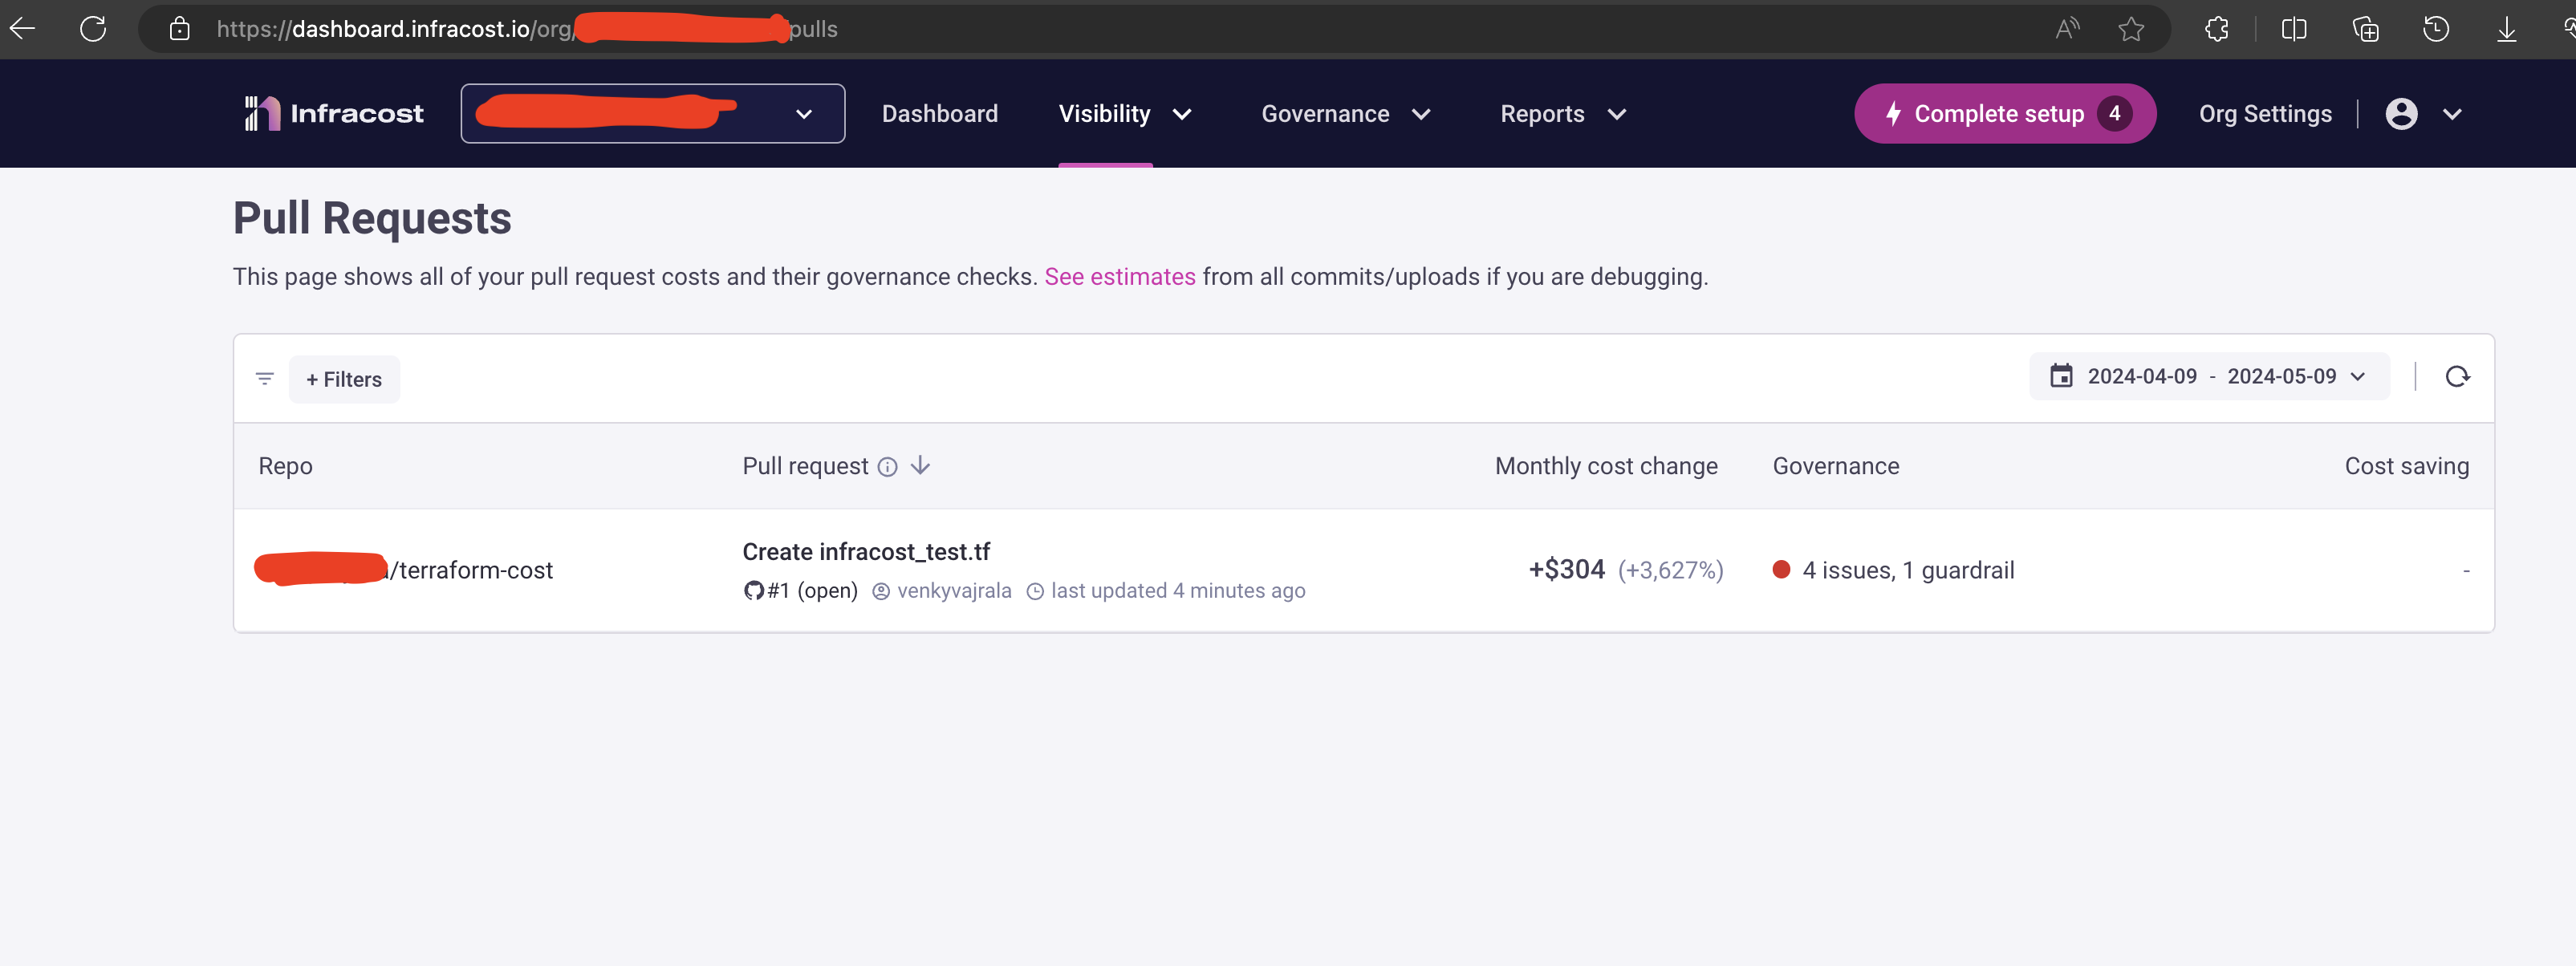 https://dashboard.infracost.io/org/ pulls
Infracost Dashboard Visibility Governance Reports Complete setup 4 Org Settings
Pull Requests
This page shows all of your pull request costs and their governance checks. See estimates from all commits/uploads if you are debugging.
+ Filters 2024-04-09 - 2024-05-09
Repo Pull request Monthly cost change Governance Cost saving
/terraform-cost Create infracost_test.tf +$304 (+3,627%) 4 issues, 1 guardrail -
#1 (open) venkyvajrala last updated 4 minutes ago